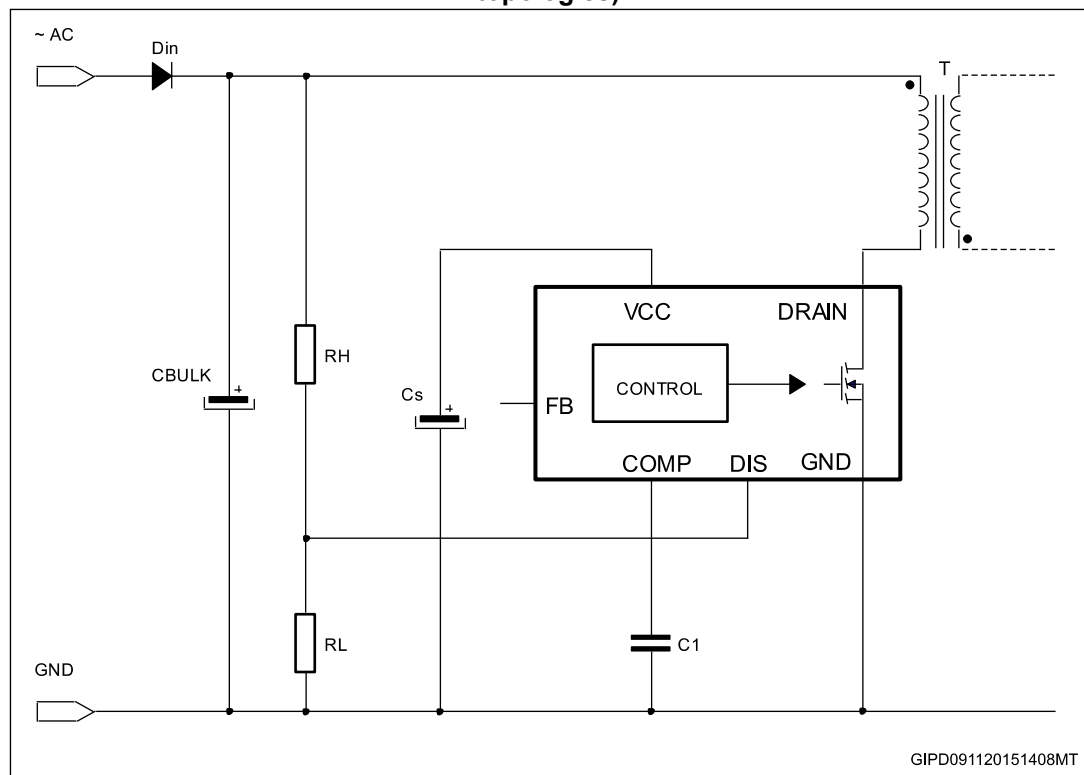 ~ AC
Din
T
VCC
DRAIN
RH
CBULK
+
Cs
+
CONTROL
FB
COMP
DIS
GND
RL
C1
GND
GIPD091120151408MT